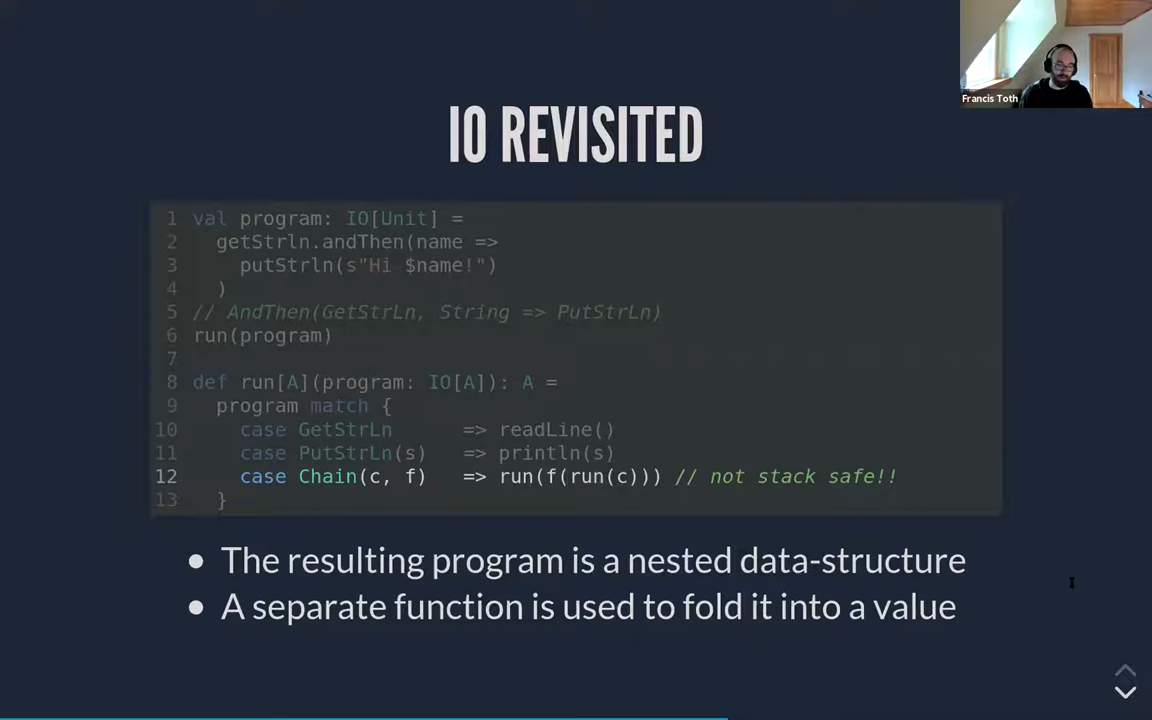 Francis Toth
IO REVISITED
1 val program: IO[Unit] =
2   getStrln.andThen(name =>
3     putStrln(s"Hi $name!")
4   )
5 // AndThen(GetStrLn, String => PutStrLn)
6 run(program)
7
8 def run[A](program: IO[A]): A =
9   program match {
10     case GetStrLn      => readLine()
11     case PutStrLn(s)   => println(s)
12     case Chain(c, f)   => run(f(run(c))) // not stack safe!!
13   }
• The resulting program is a nested data-structure
• A separate function is used to fold it into a value